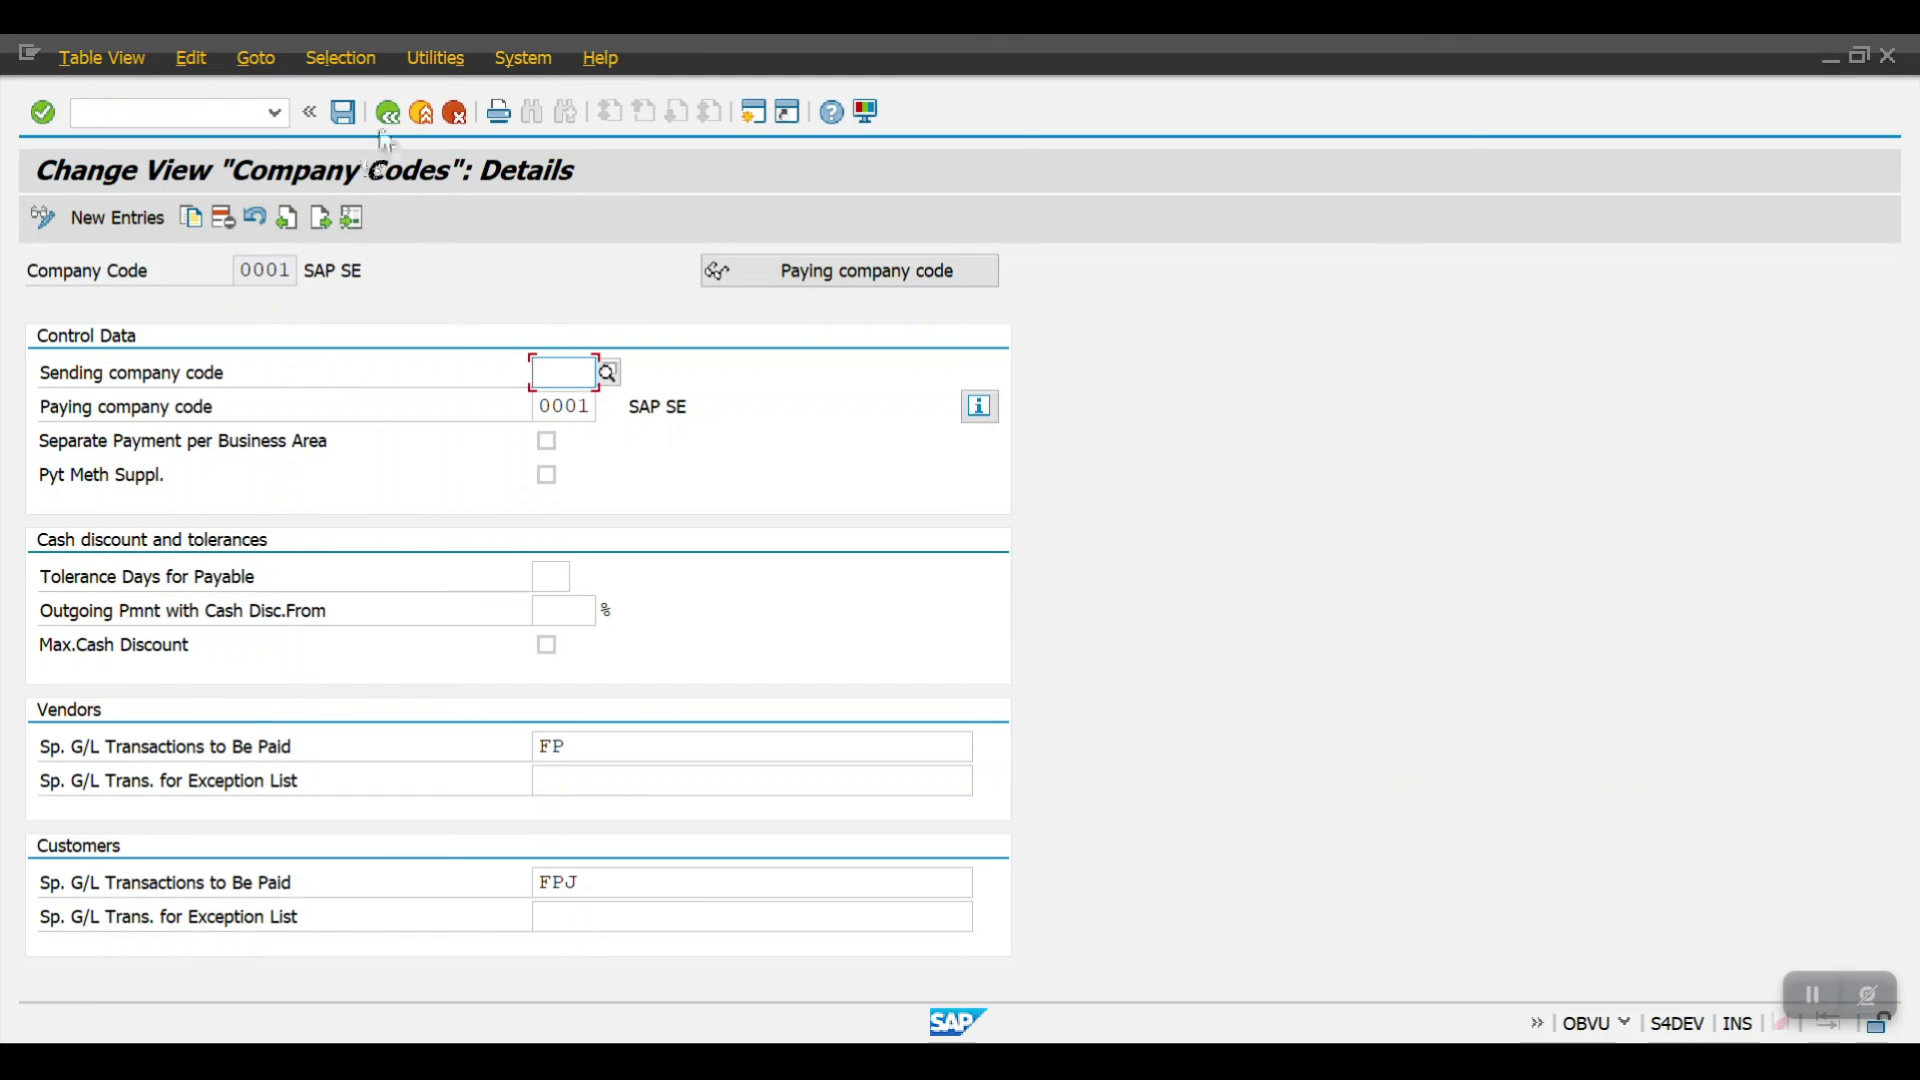 Table View Edit Goto Selection Utilities System Help
Change View "Company Codes": Details
New Entries
Company Code 0001 SAP SE Paying company code
Control Data
Sending company code
Paying company code 0001 SAP SE
Separate Payment per Business Area
Pyt Meth Suppl.
Cash discount and tolerances
Tolerance Days for Payable
Outgoing Pmnt with Cash Disc.From %
Max.Cash Discount
Vendors
Sp. G/L Transactions to Be Paid FP
Sp. G/L Trans. for Exception List
Customers
Sp. G/L Transactions to Be Paid FPJ
Sp. G/L Trans. for Exception List
SAP OBVU S4DEV INS